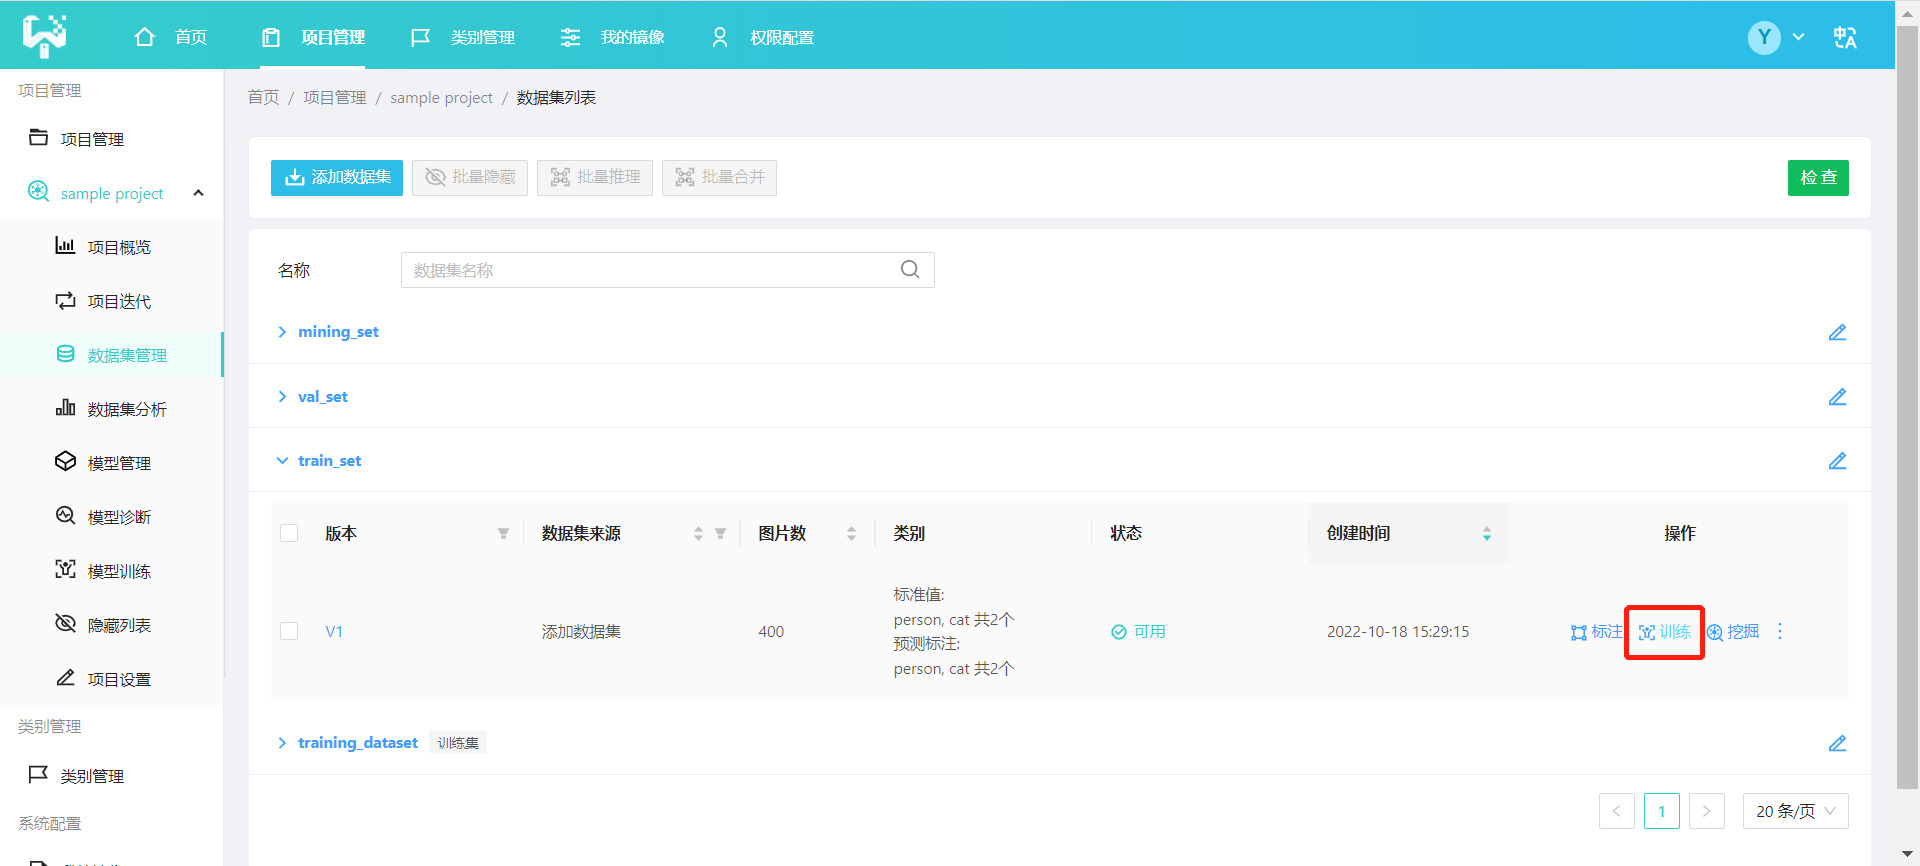 首页
项目管理
类别管理
我的镜像
权限配置
Y
项目管理
项目管理
sample project
项目概览
项目迭代
数据集管理
数据集分析
模型管理
模型诊断
模型训练
隐藏列表
项目设置
类别管理
类别管理
系统配置
首页 / 项目管理 / sample project / 数据集列表
添加数据集
批量隐藏
批量推理
批量合并
检 查
名称
数据集名称
mining_set
val_set
train_set
版本 数据集来源 图片数 类别 状态 创建时间 操作
标准值:
person, cat 共2个
V1 添加数据集 400 可用 2022-10-18 15:29:15 标注 训练 挖掘
预测标注:
person, cat 共2个
training_dataset 训练集
1
20 条/页